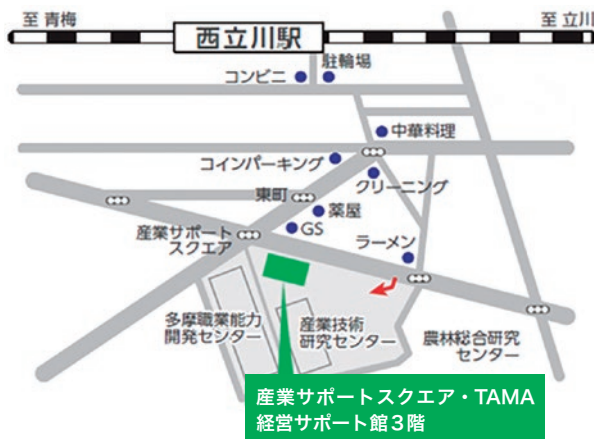 至 青梅
至 立川
西立川駅
駐輪場
コンビニ
中華料理
コインパーキング
クリーニング
東町
薬屋
GS
産業サポート
スクエア
ラーメン
多摩職業能力
開発センター
産業技術
研究センター
農林総合研究
センター
産業サポートスクエア・TAMA
経営サポート館3階